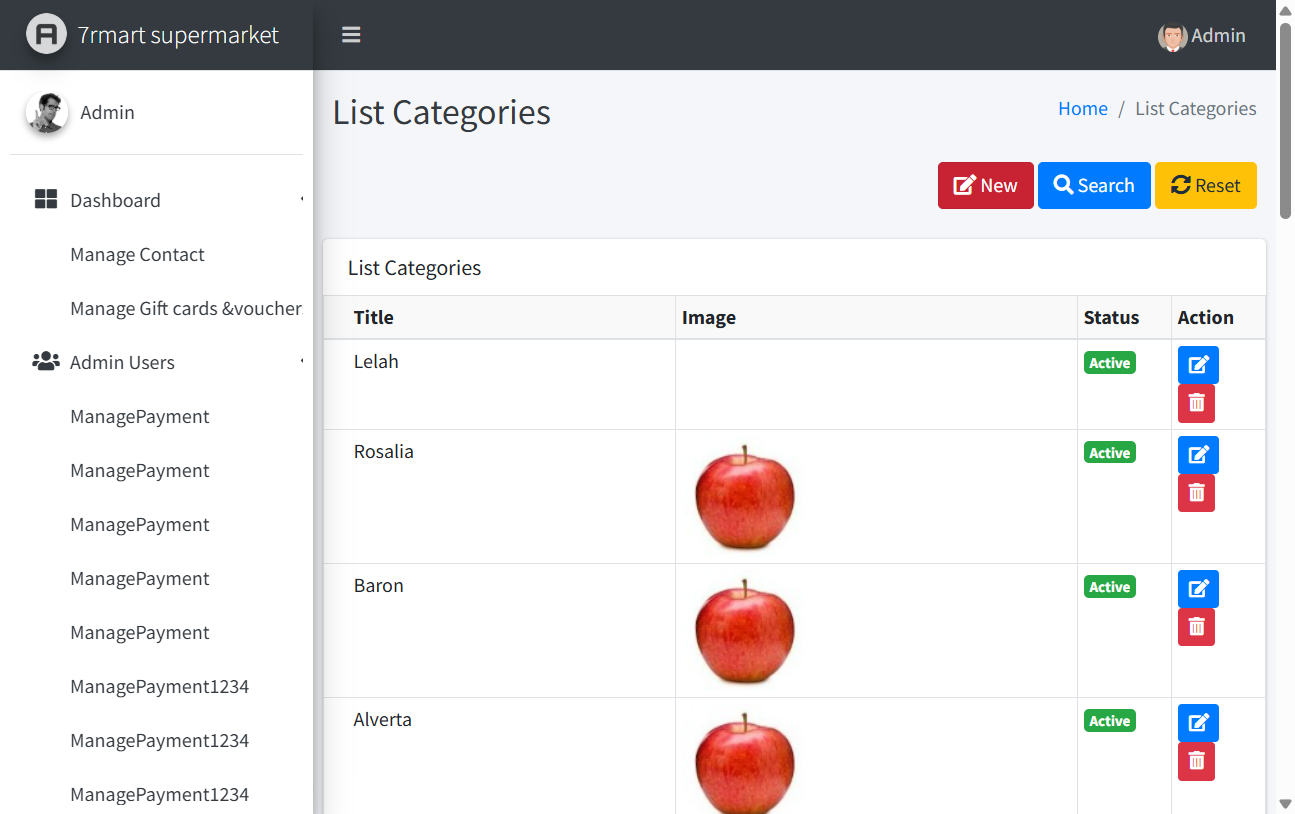 7rmart supermarket
Admin
Admin
List Categories
Home / List Categories
New
Search
Reset
Dashboard
Manage Contact
Manage Gift cards &voucher
Admin Users
ManagePayment
ManagePayment
ManagePayment
ManagePayment
ManagePayment
ManagePayment1234
ManagePayment1234
ManagePayment1234
List Categories
Title Image Status Action
Lelah Active
Rosalia Active
Baron Active
Alverta Active